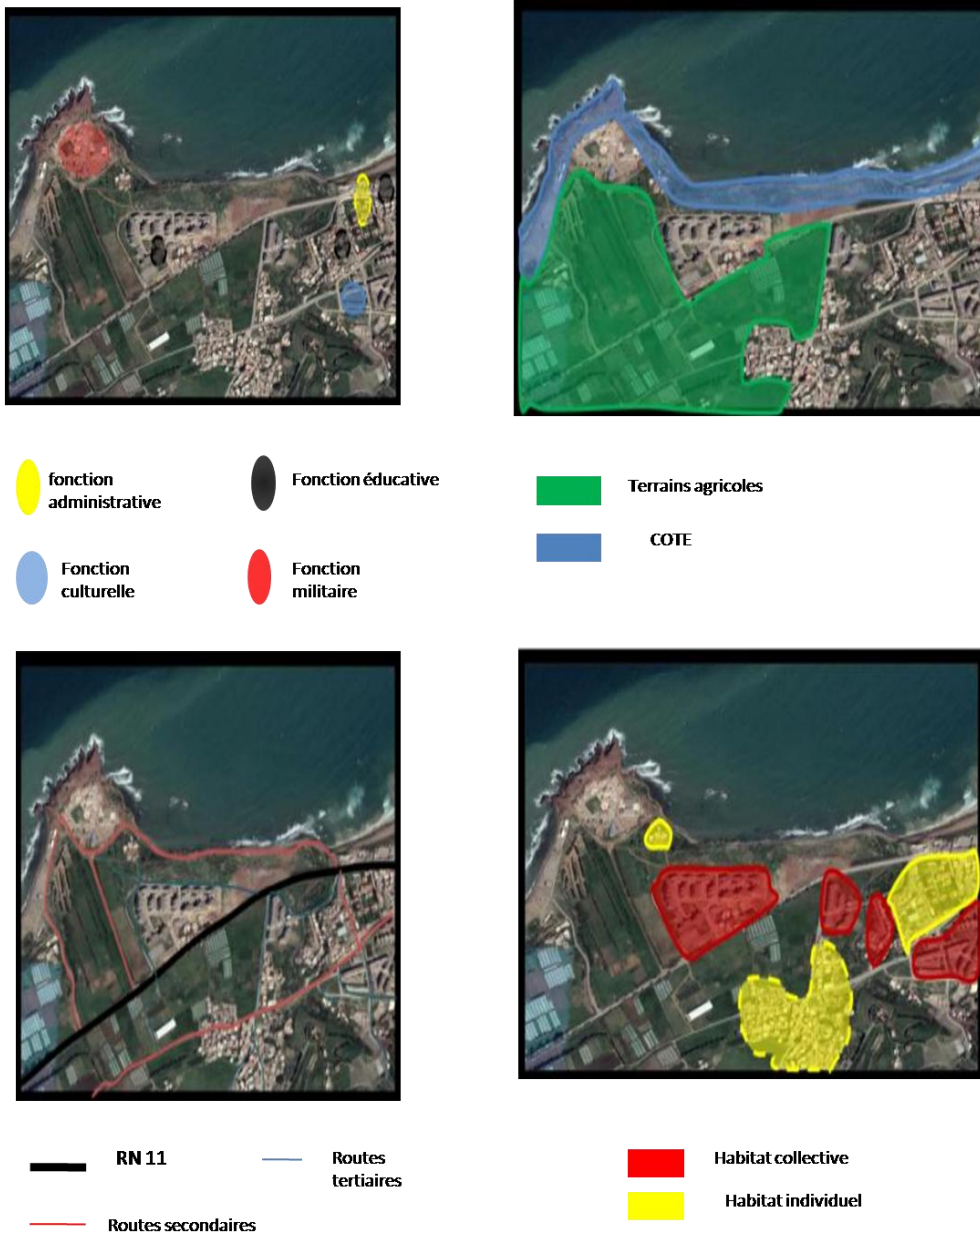 fonction
administrative
Fonction éducative
Fonction
culturelle
Fonction
militaire
Terrains agricoles
COTE
RN 11
Routes
tertiaires
Routes secondaires
Habitat collective
Habitat individuel